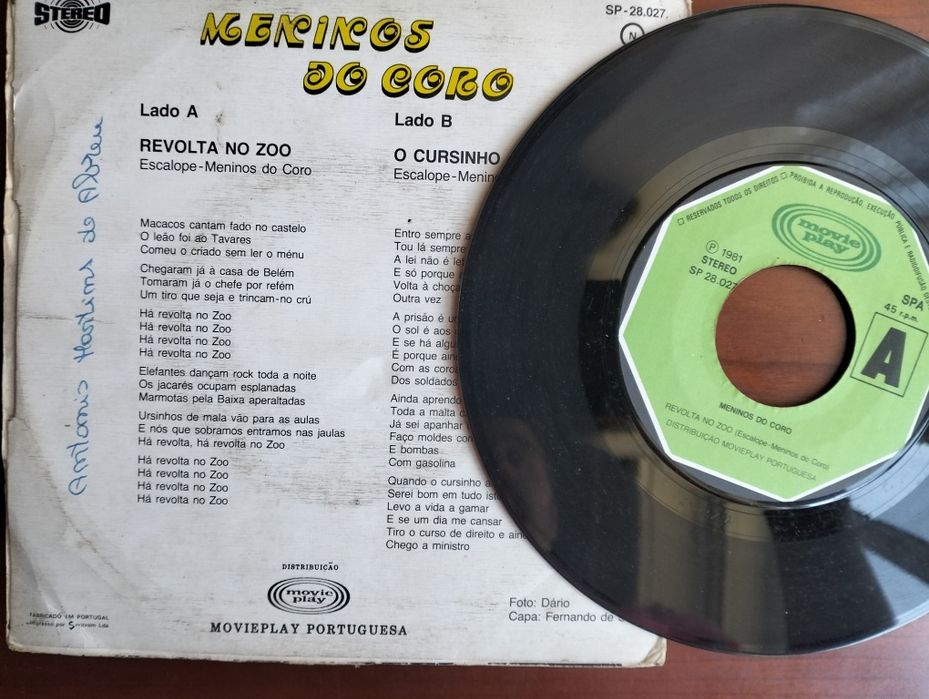 STEREO
SP-28.027.
N
MENINOS
DO CORO
Lado A
REVOLTA NO ZOO
Escalope-Meninos do Coro
Macacos cantam fado no castelo
O leão foi ao Tavares
Comeu o criado sem ler o ménu
Chegaram já à casa de Belém
Tomaram já o chefe por refém
Um tiro que seja e trincam-no crú
Há revolta no Zoo
Há revolta no Zoo
Há revolta no Zoo
Há revolta no Zoo
Elefantes dançam rock toda a noite
Os jacarés ocupam esplanadas
Marmotas pela Baixa aperaltadas
Ursinhos de mala vão para as aulas
E nós que sobramos entramos nas jaulas
Há revolta, há revolta no Zoo
Há revolta no Zoo
Há revolta no Zoo
Há revolta no Zoo
Há revolta no Zoo
Lado B
O CURSINHO
Escalope-Menin
Entro sempre a
Tou lá sempre
A lei não é le
E só porque
Volta à choça
Outra vez
A prisão é u
O sol é aos
E se há algu
É porque ain
Com as coro
Dos soldados
Ainda aprendo
Toda a malta
Já sei apanhar
Faço moldes con
E bombas
Com gasolina
Quando o cursinho a
Serei bom em tudo ist
Levo a vida a gamar
E se um dia me cansar
Tiro o curso de direito e ain
Chego a ministro
António Martins de Abreu
DISTRIBUIÇÃO
movie
play
MOVIEPLAY PORTUGUESA
Foto: Dário
Capa: Fernando de
FABRICADO EM PORTUGAL
RESERVADOS TODOS OS DIREITOS
PROIBIDA A REPRODUÇÃO, EXECUÇÃO
PÚBLICA E RADIODIFUSÃO
movie
play
P 1981
STEREO
SP 28.027
SPA
45 r.p.m.
A
MENINOS DO CORO
REVOLTA NO ZOO (Escalope-Meninos do Coro)
DISTRIBUIÇÃO MOVIEPLAY PORTUGUESA